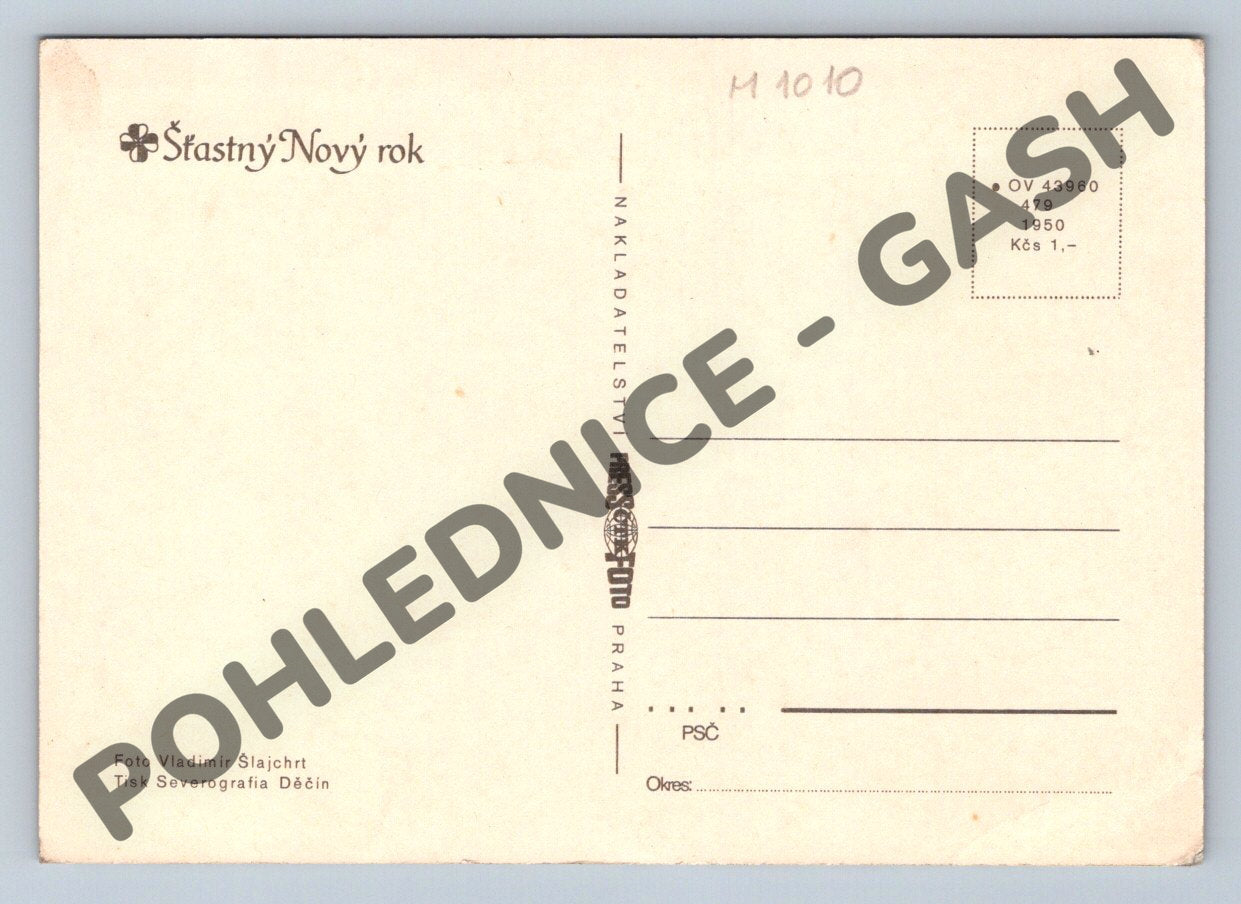 M 1010
Šťastný Nový rok
• OV 43960
479
1950
Kčs 1,–
NAKLADATELSTVÍ PRESSFOTO PRAHA
PSČ
Okres:
Foto Vladimír Šlajchrt
Tisk Severografia Děčín
POHLEDNICE - GASH